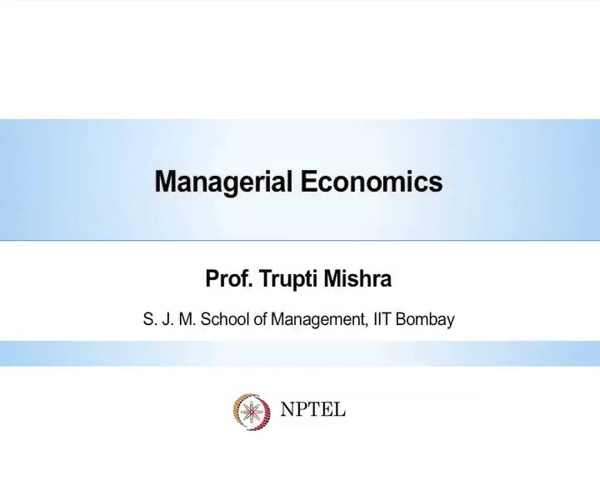 Managerial Economics
Prof. Trupti Mishra
S. J. M. School of Management, IIT Bombay
NPTEL